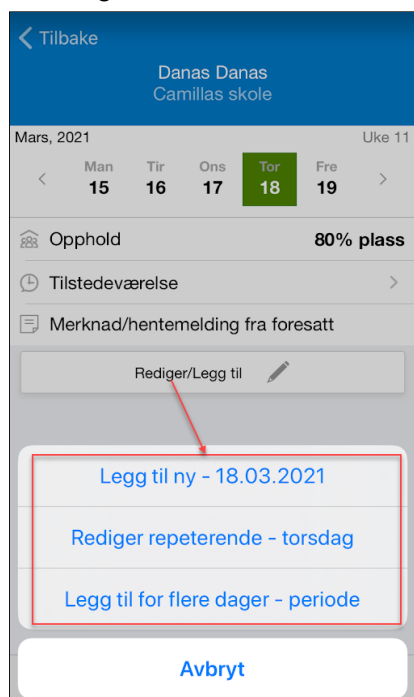 Tilbake
Danas Danas
Camillas skole
Mars, 2021 Uke 11
Man Tir Ons Tor Fre
< 15 16 17 18 19 >
Opphold 80% plass
Tilstedeværelse >
Merknad/hentemelding fra foresatt
Rediger/Legg til
Legg til ny - 18.03.2021
Rediger repeterende - torsdag
Legg til for flere dager - periode
Avbryt